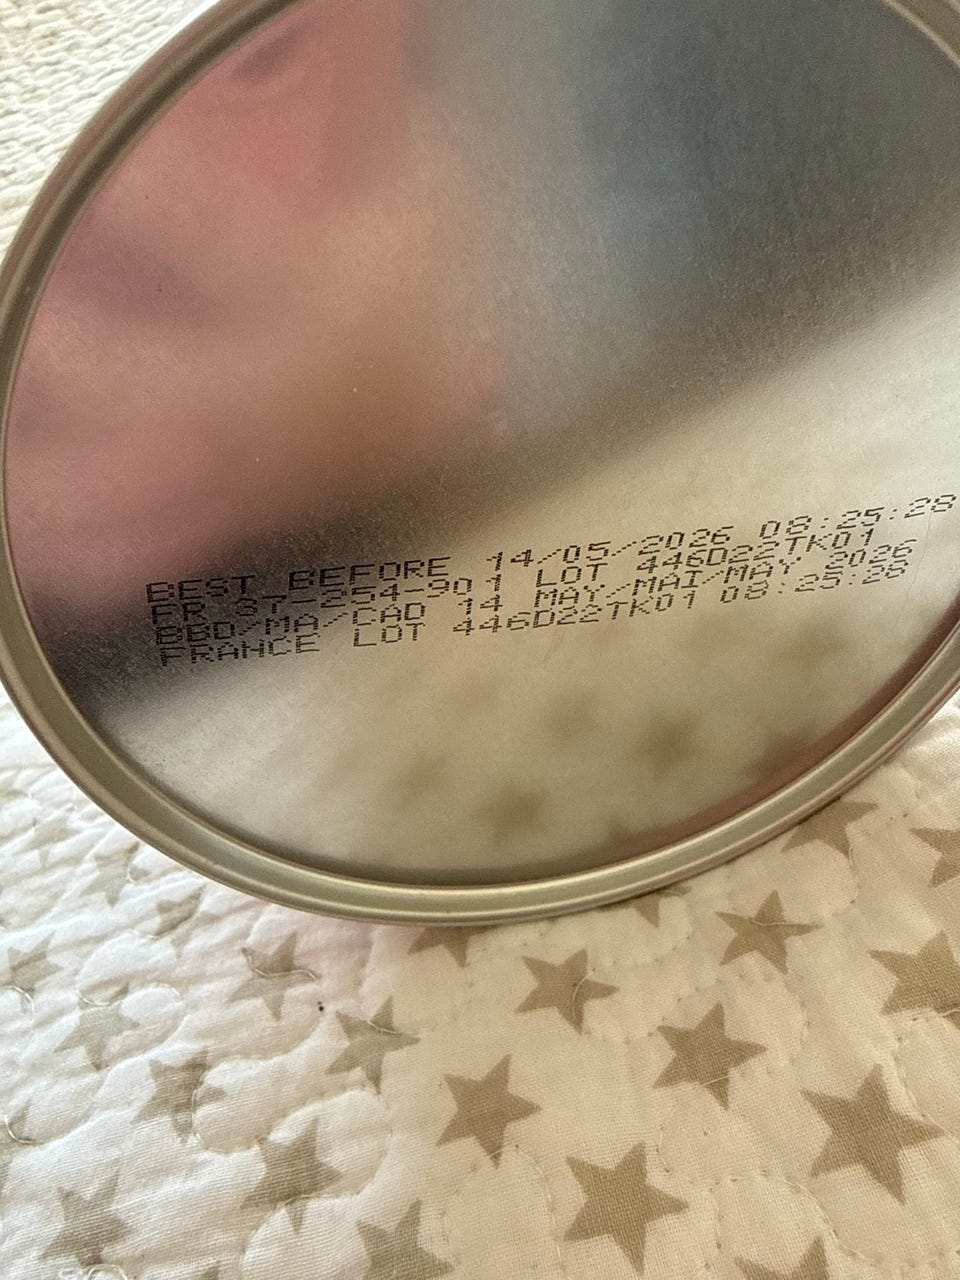 BEST BEFORE 14/05/2026 08:25:28
FR 37-254-901 LOT 446D22TK01
BBD/MA/CAD 14 MAY/MAI/MAY 2026
FRANCE LOT 446D22TK01 08:25:28